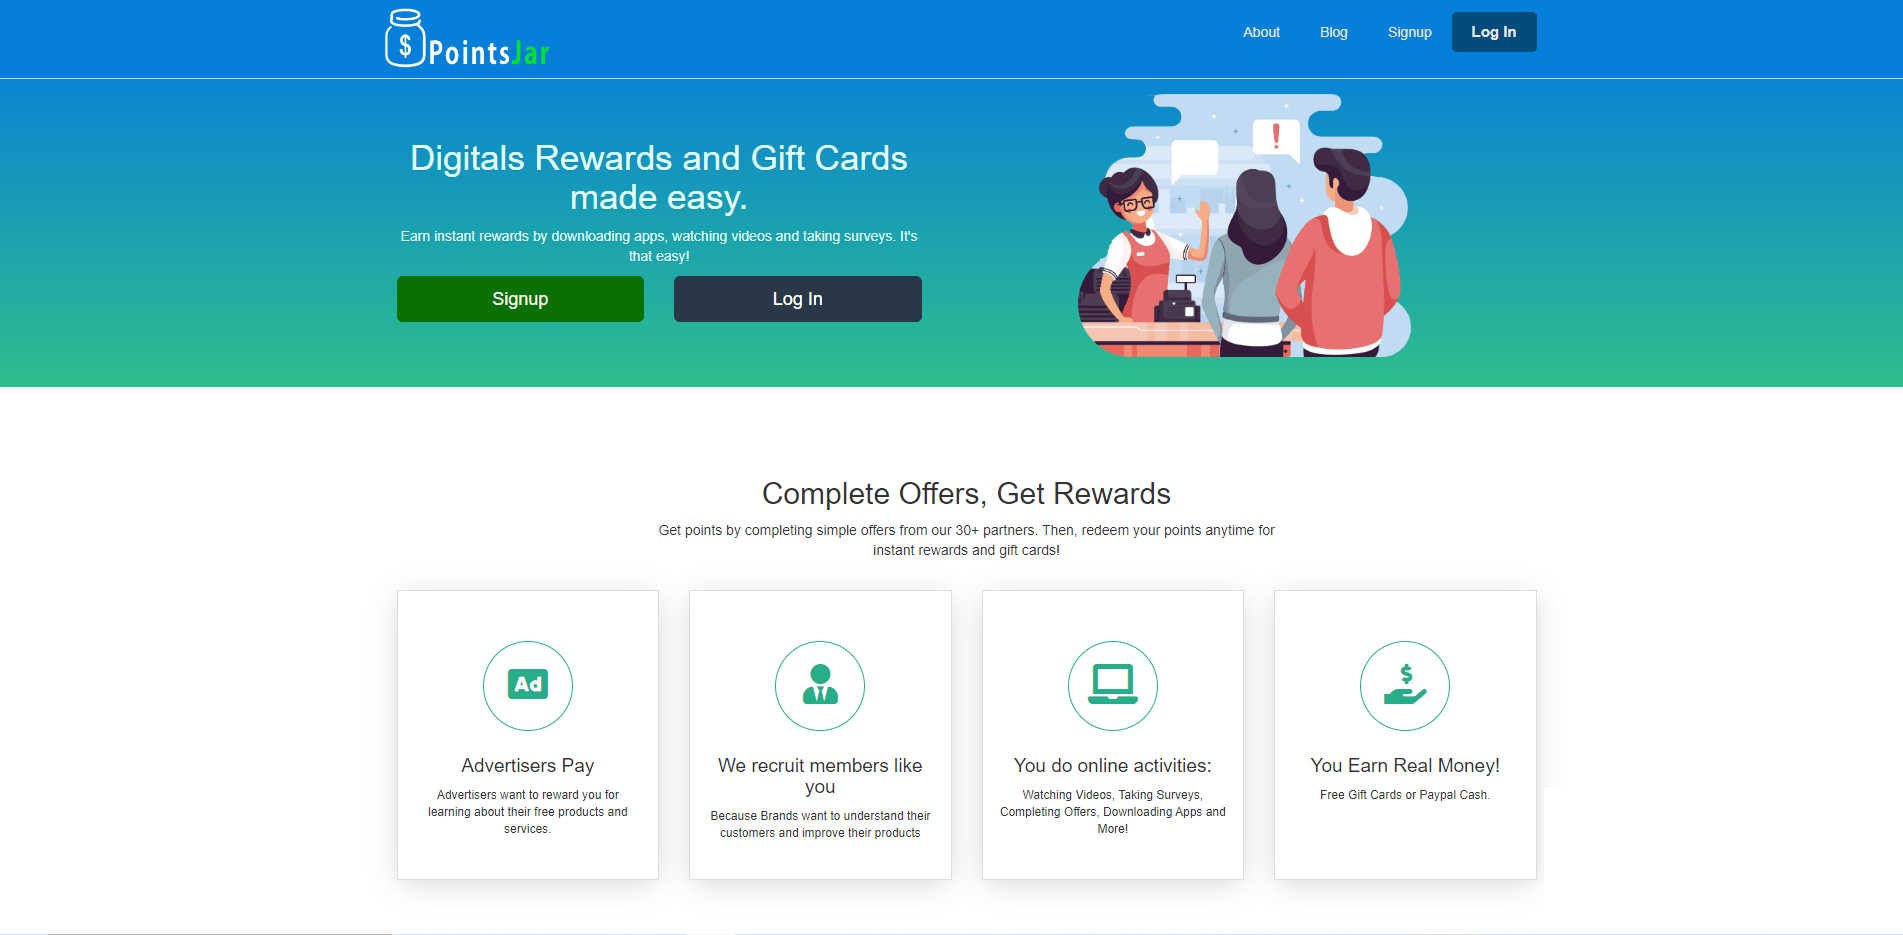 $
PointsJar
About
Blog
Signup
Log In
Digitals Rewards and Gift Cards
made easy.
Earn instant rewards by downloading apps, watching videos and taking surveys. It's
that easy!
Signup
Log In
!
Complete Offers, Get Rewards
Get points by completing simple offers from our 30+ partners. Then, redeem your points anytime for
instant rewards and gift cards!
Ad
Advertisers Pay
Advertisers want to reward you for
learning about their free products and
services.
We recruit members like
you
Because Brands want to understand their
customers and improve their products
You do online activities:
Watching Videos, Taking Surveys,
Completing Offers, Downloading Apps and
More!
$
You Earn Real Money!
Free Gift Cards or Paypal Cash.